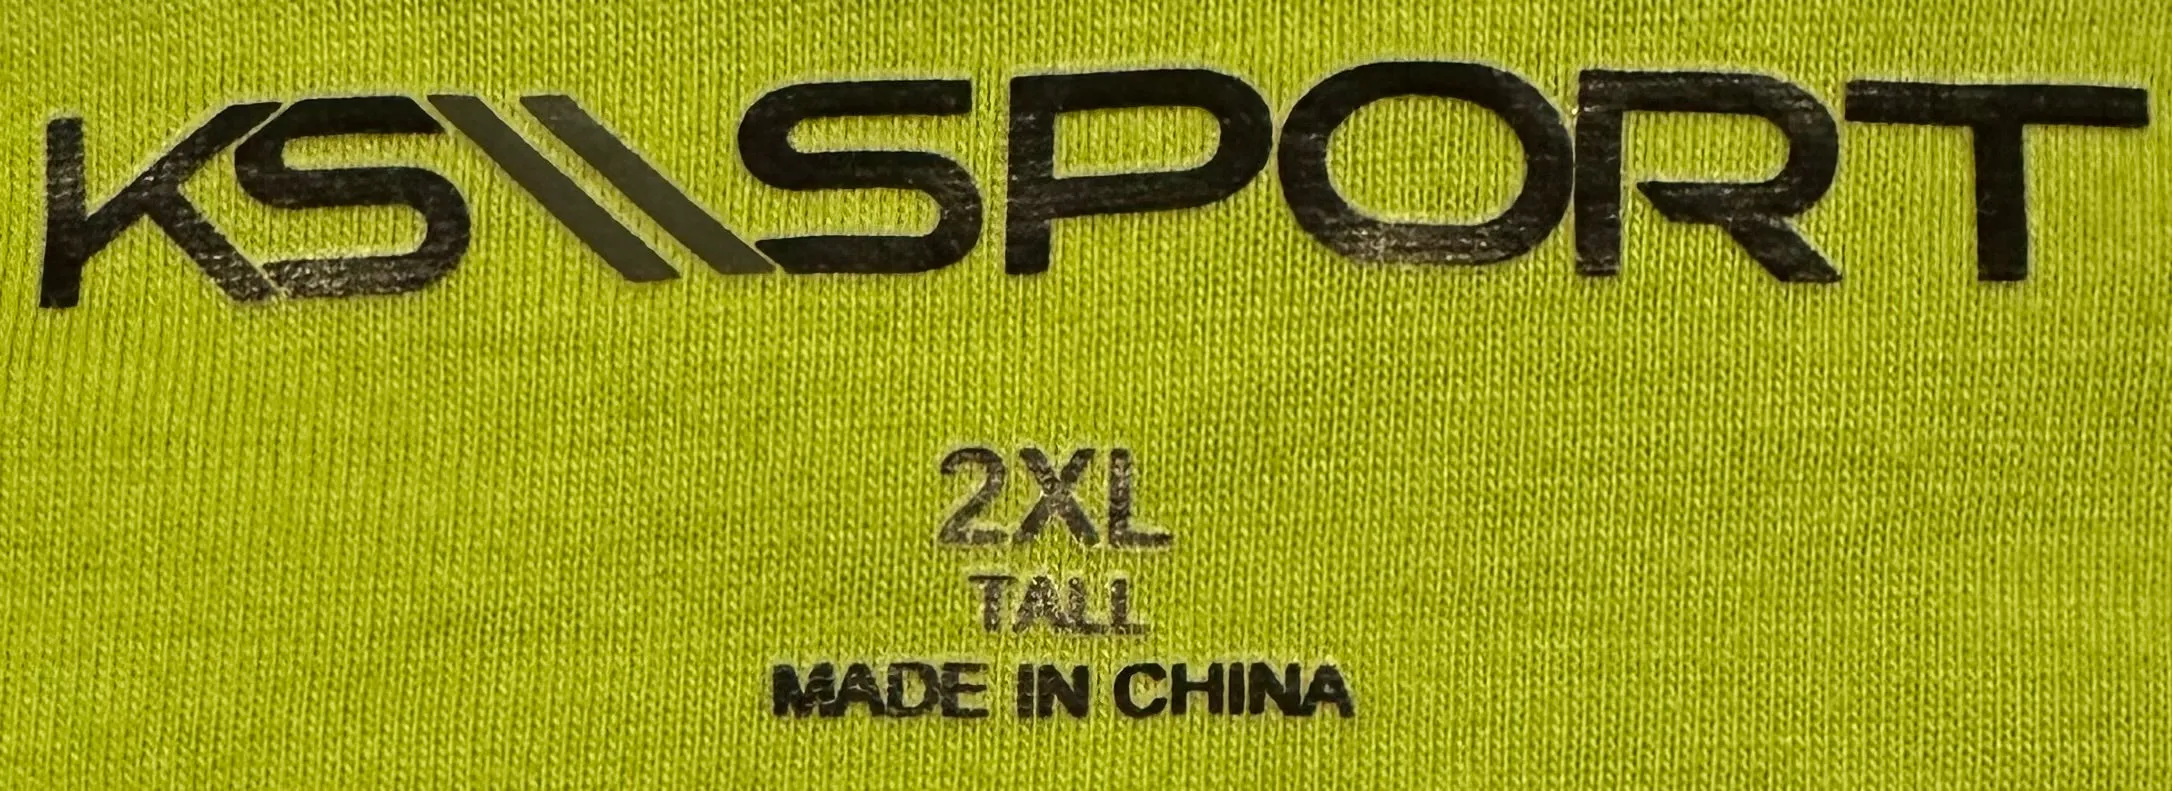 KS\\SPORT
2XL
TALL
MADE IN CHINA